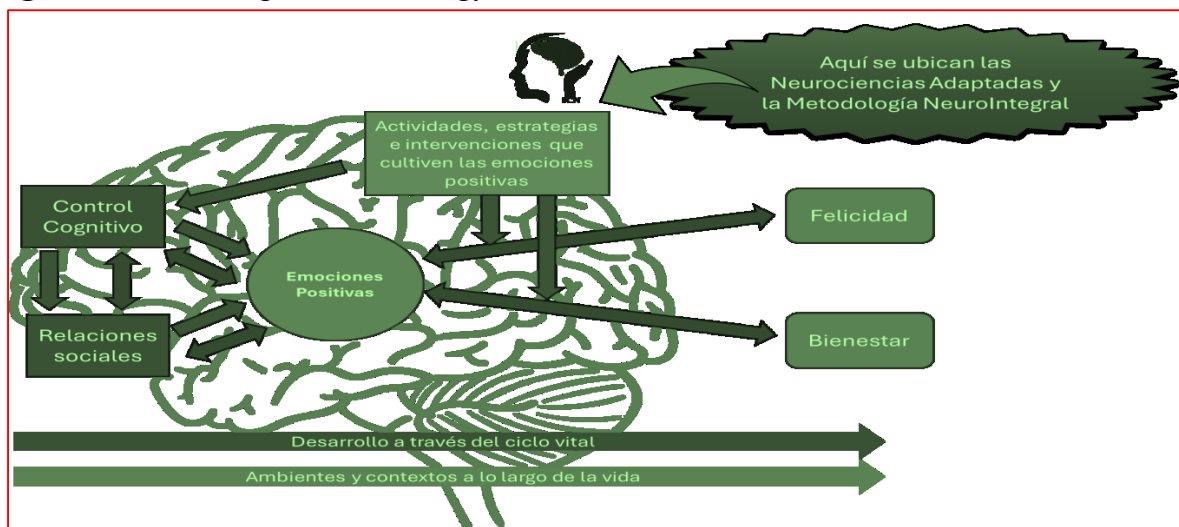 Aquí se ubican las
Neurociencias Adaptadas y
la Metodología NeuroIntegral
Actividades, estrategias
e intervenciones que
cultiven las emociones
positivas
Control
Cognitivo
Felicidad
Emociones
Positivas
Relaciones
sociales
Bienestar
Desarrollo a través del ciclo vital
Ambientes y contextos a lo largo de la vida